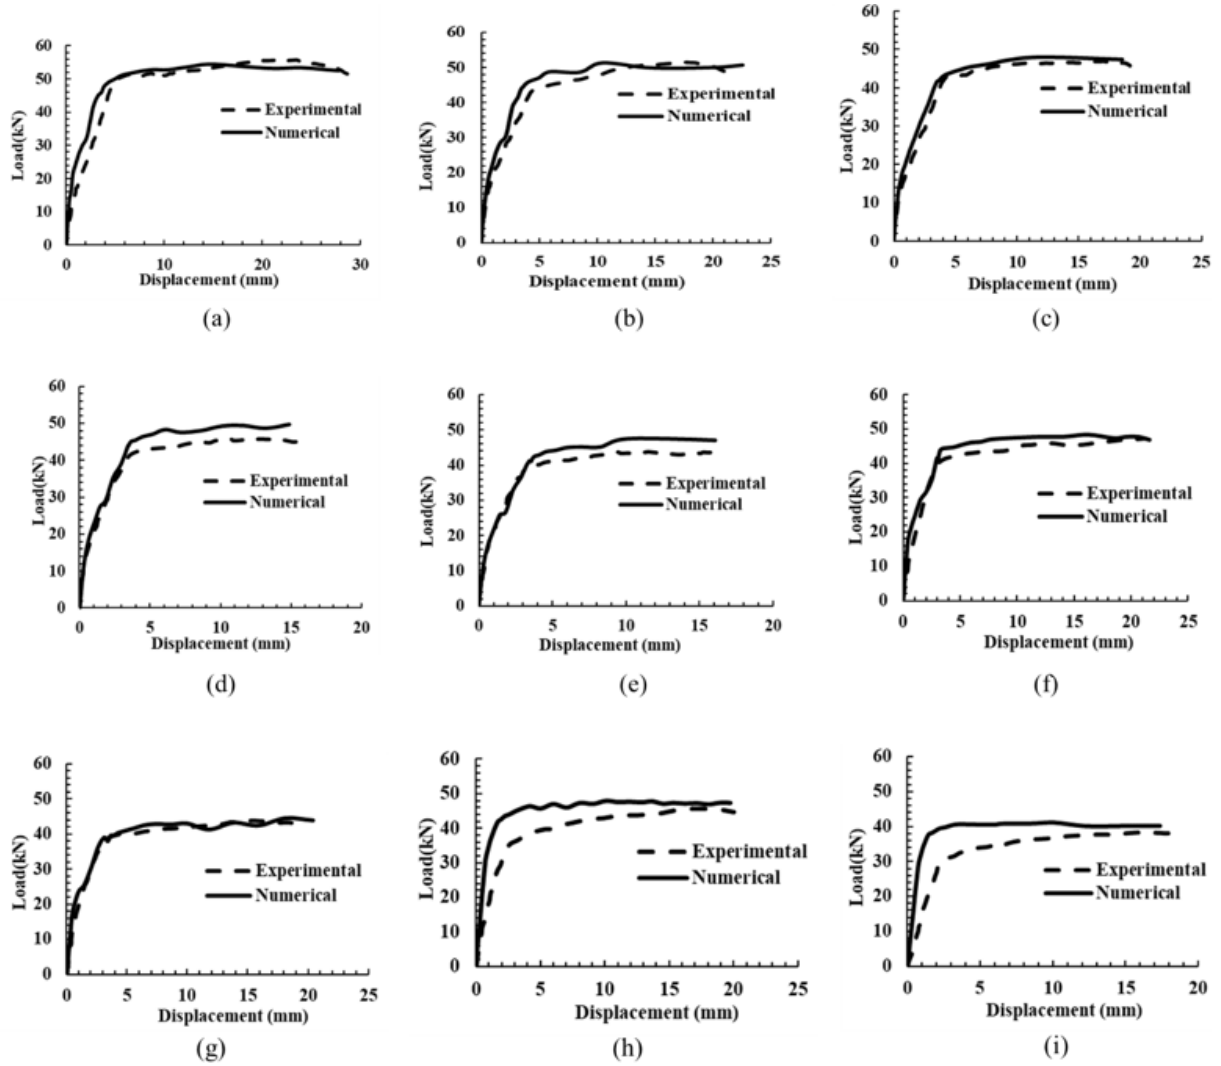 60
50
40
30
20
10
0
Load(kN)
Experimental
Numerical
0 10 20 30
Displacement (mm)
(a)
60
50
40
30
20
10
0
Load(kN)
Experimental
Numerical
0 5 10 15 20 25
Displacement (mm)
(b)
60
50
40
30
20
10
0
Load(kN)
Experimental
Numerical
0 5 10 15 20 25
Displacement (mm)
(c)
60
50
40
30
20
10
0
Load(kN)
Experimental
Numerical
0 5 10 15 20
Displacement (mm)
(d)
60
50
40
30
20
10
0
Load(kN)
Experimental
Numerical
0 5 10 15 20
Displacement (mm)
(e)
60
50
40
30
20
10
0
Load(kN)
Experimental
Numerical
0 5 10 15 20 25
Displacement (mm)
(f)
60
50
40
30
20
10
0
Load(kN)
Experimental
Numerical
0 5 10 15 20 25
Displacement (mm)
(g)
60
50
40
30
20
10
0
Load(kN)
Experimental
Numerical
0 5 10 15 20 25
Displacement (mm)
(h)
60
50
40
30
20
10
0
Load(kN)
Experimental
Numerical
0 5 10 15 20
Displacement (mm)
(i)